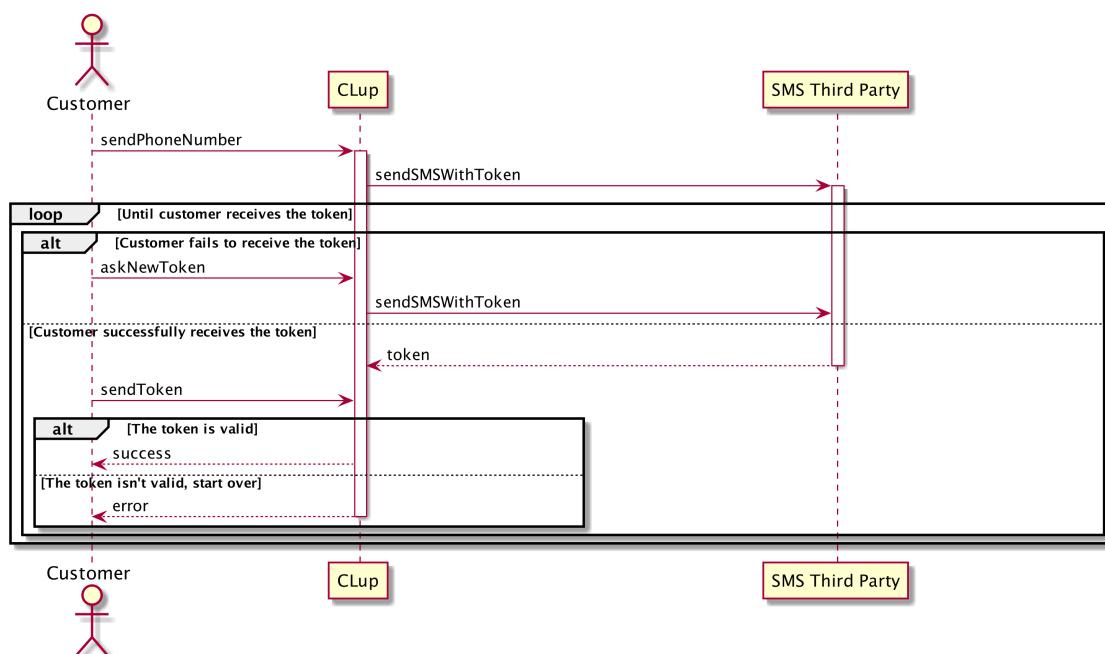 Customer
CLup
SMS Third Party
sendPhoneNumber
sendSMSWithToken
loop [Until customer receives the token]
alt [Customer fails to receive the token]
askNewToken
sendSMSWithToken
[Customer successfully receives the token]
token
sendToken
alt [The token is valid]
success
[The token isn't valid, start over]
error
Customer
CLup
SMS Third Party